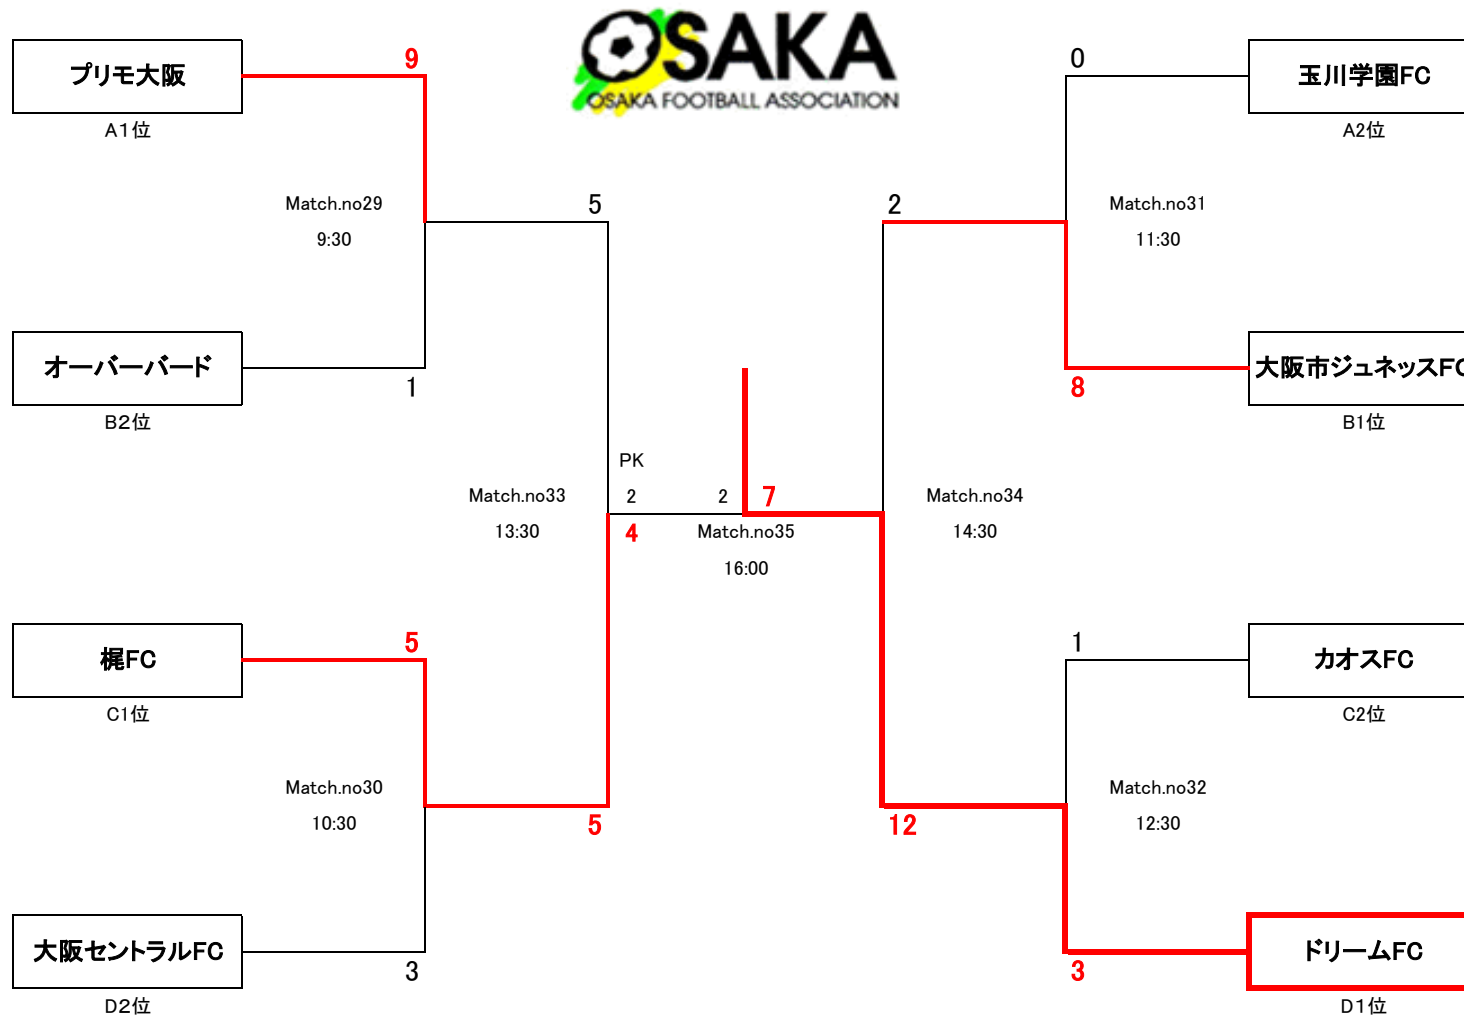 OSAKA
OSAKA FOOTBALL ASSOCIATION
プリモ大阪
A1位
9
0
玉川学園FC
A2位
Match.no29
9:30
5
2
Match.no31
11:30
オーバーバード
B2位
1
8
大阪市ジュネッスFC
B1位
PK
Match.no33
13:30
2
4
2
7
Match.no35
16:00
Match.no34
14:30
梶FC
C1位
5
1
カオスFC
C2位
Match.no30
10:30
5
12
Match.no32
12:30
大阪セントラルFC
D2位
3
3
ドリームFC
D1位